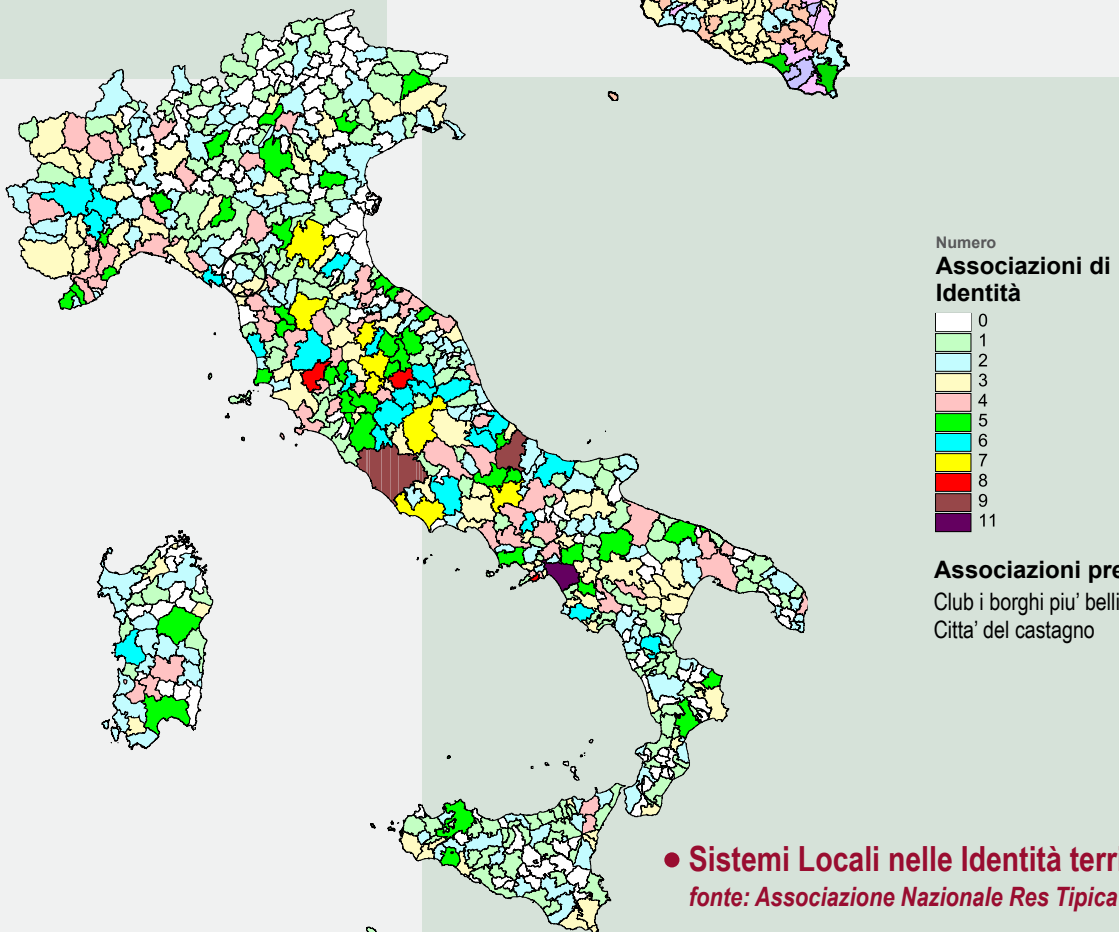 Numero
Associazioni di
Identità
0
1
2
3
4
5
6
7
8
9
11
Associazioni pre
Club i borghi piu' belli
Citta' del castagno
• Sistemi Locali nelle Identità terr
fonte: Associazione Nazionale Res Tipica